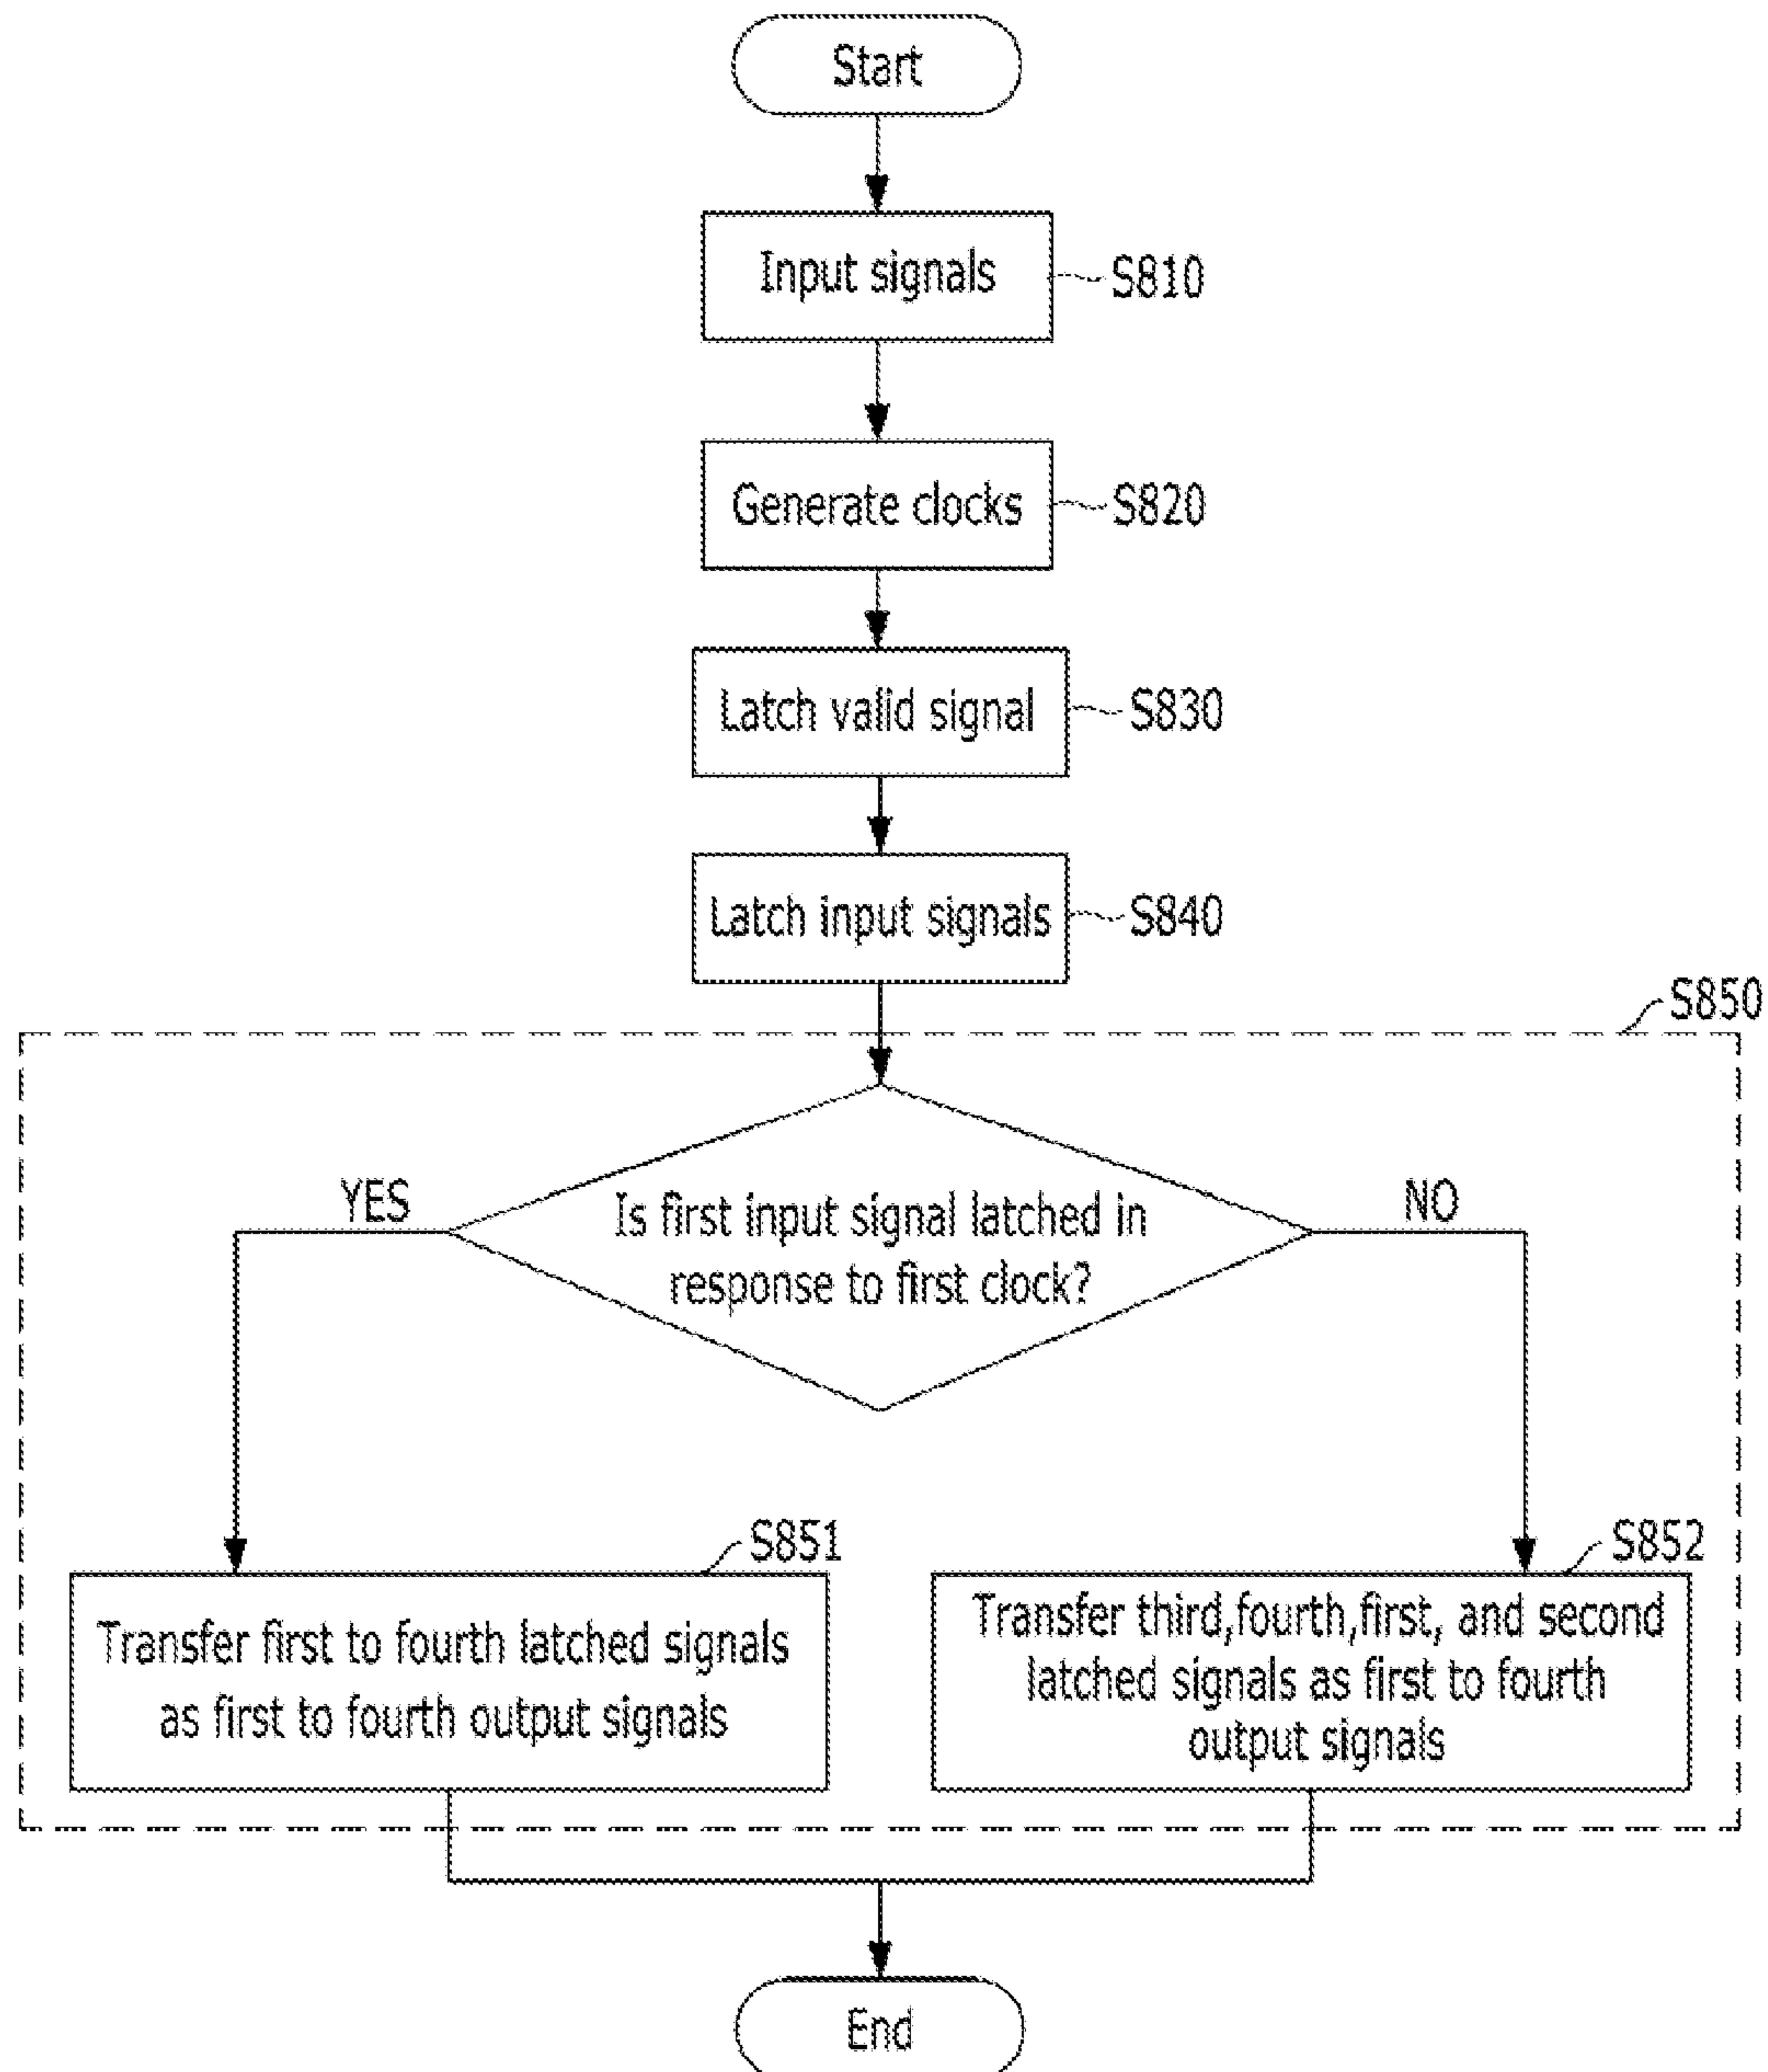 Start
Input signals
S810
Generate clocks
S820
Latch valid signal
S830
Latch input signals
S840
S850
YES
NO
Is first input signal latched in
response to first clock?
S851
Transfer first to fourth latched signals
as first to fourth output signals
S852
Transfer third,fourth,first, and second
latched signals as first to fourth
output signals
End